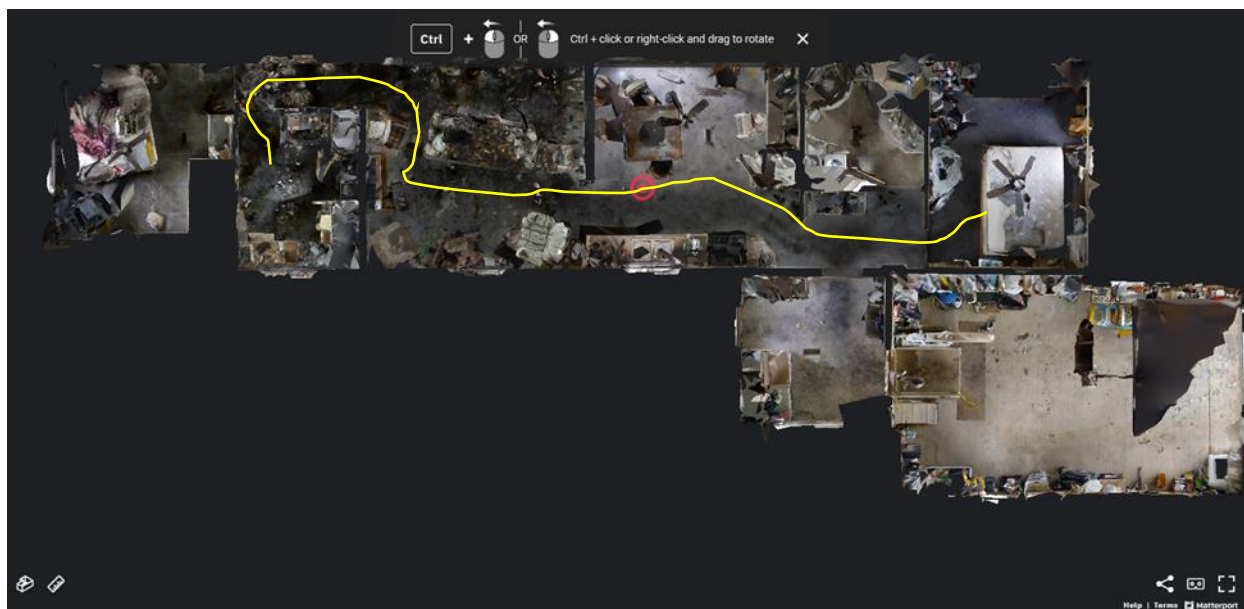 Ctrl + OR Ctrl + click or right-click and drag to rotate
Help | Terms Matterport